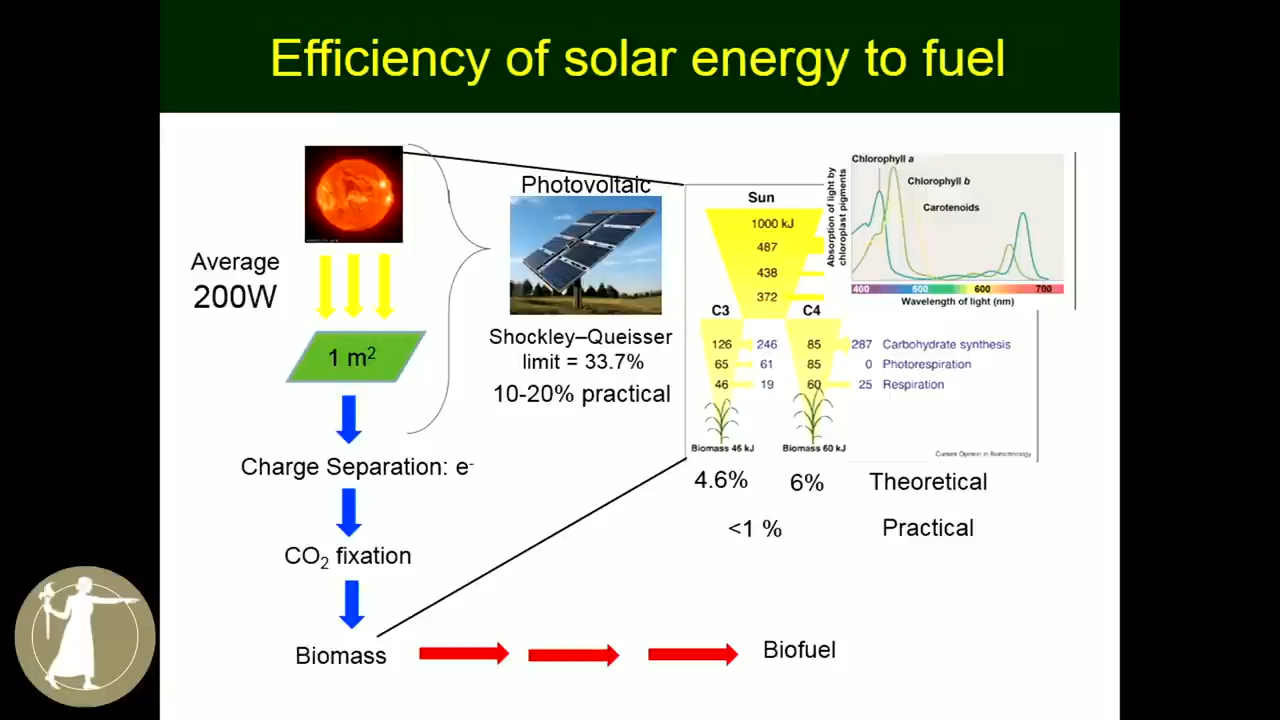 Efficiency of solar energy to fuel
Average
200W
1 m²
Charge Separation: e⁻
CO₂ fixation
Biomass
Biofuel
Photovoltaic
Shockley–Queisser
limit = 33.7%
10-20% practical
Sun
1000 kJ
487
438
372
C3 C4
126 246 85 287 Carbohydrate synthesis
65 61 85 0 Photorespiration
46 19 60 25 Respiration
Biomass 46 kJ Biomass 60 kJ
Current Opinion in Biotechnology
4.6% 6% Theoretical
<1 % Practical
Absorption of light by
chloroplast pigments
Chlorophyll a
Chlorophyll b
Carotenoids
400 500 600 700
Wavelength of light (nm)